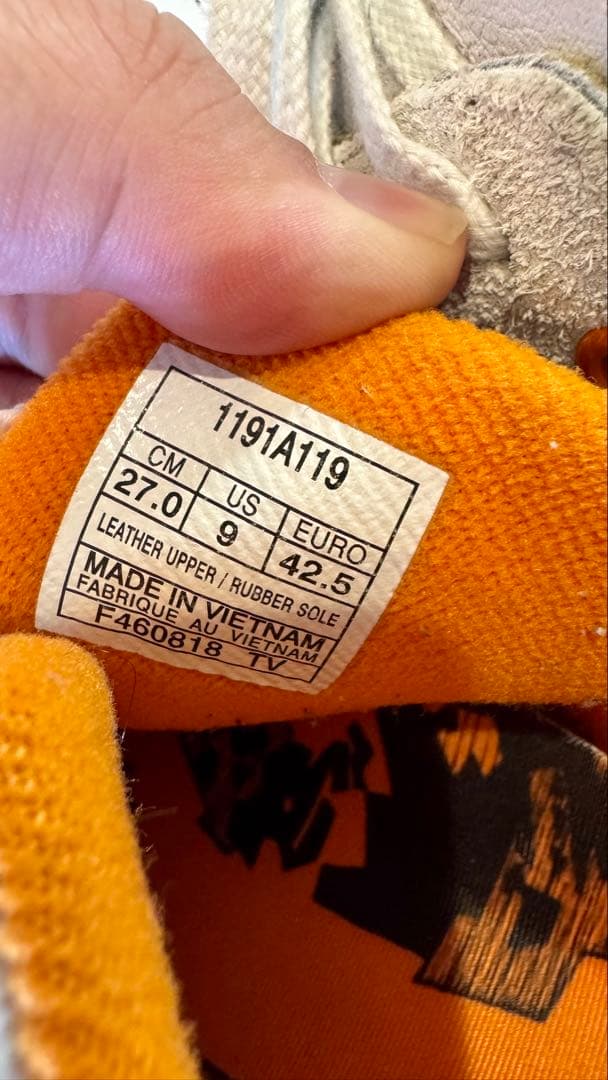 1191A119
CM US EURO
27.0 9 42.5
LEATHER UPPER / RUBBER SOLE
MADE IN VIETNAM
FABRIQUE AU VIETNAM
F460818 TV